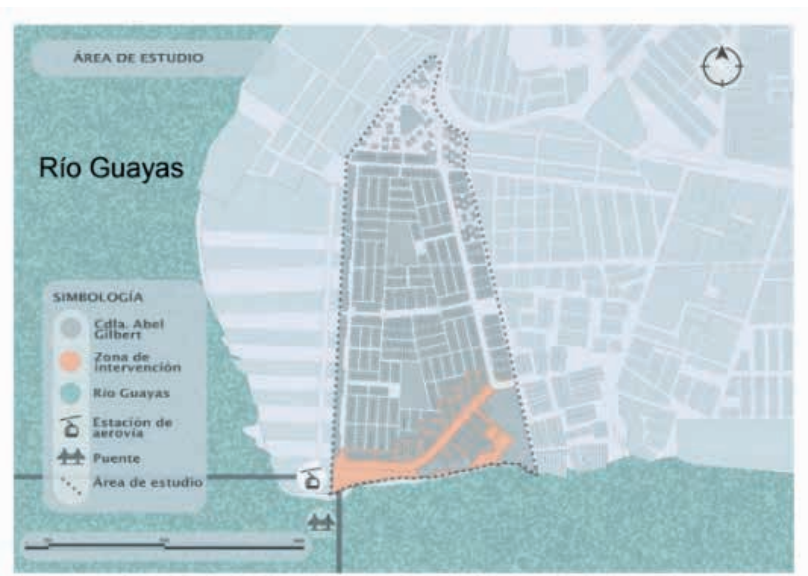 ÁREA DE ESTUDIO
Río Guayas
SIMBOLOGÍA
Cdla. Abel
Gilbert
Zona de
intervención
Río Guayas
Estación de
aerovía
Puente
Área de estudio